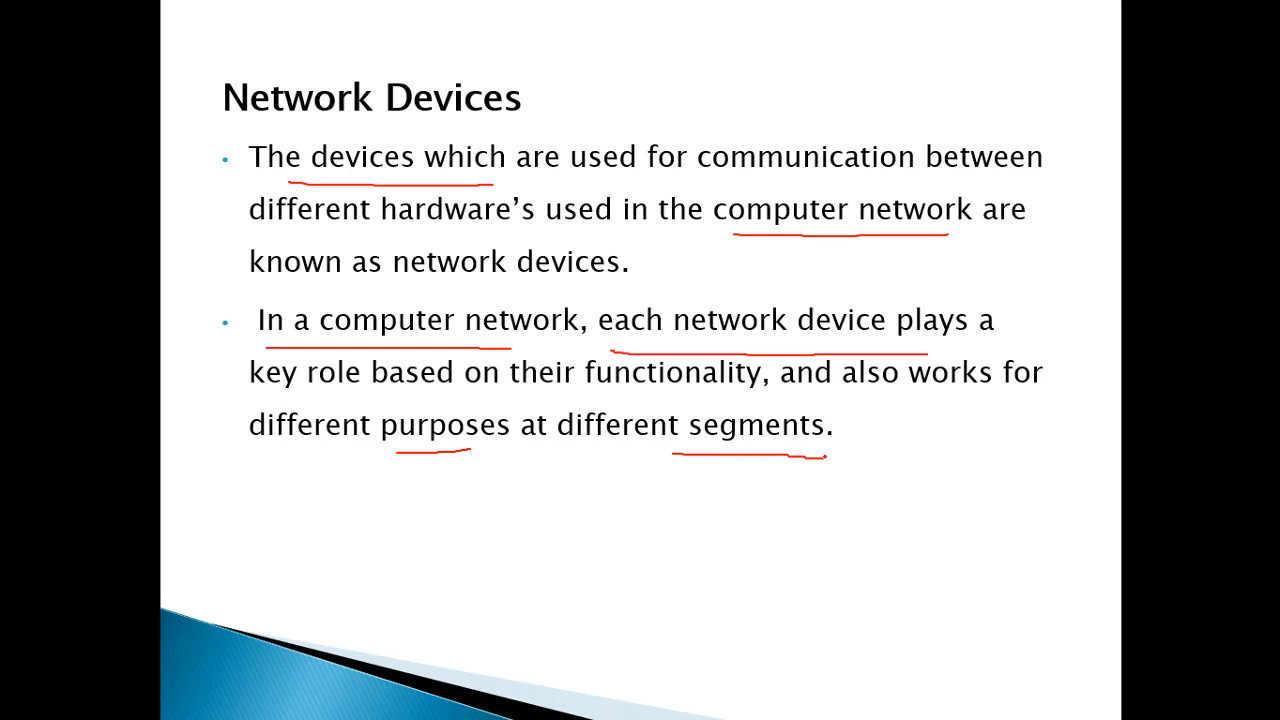 Network Devices
• The devices which are used for communication between
different hardware’s used in the computer network are
known as network devices.
• In a computer network, each network device plays a
key role based on their functionality, and also works for
different purposes at different segments.